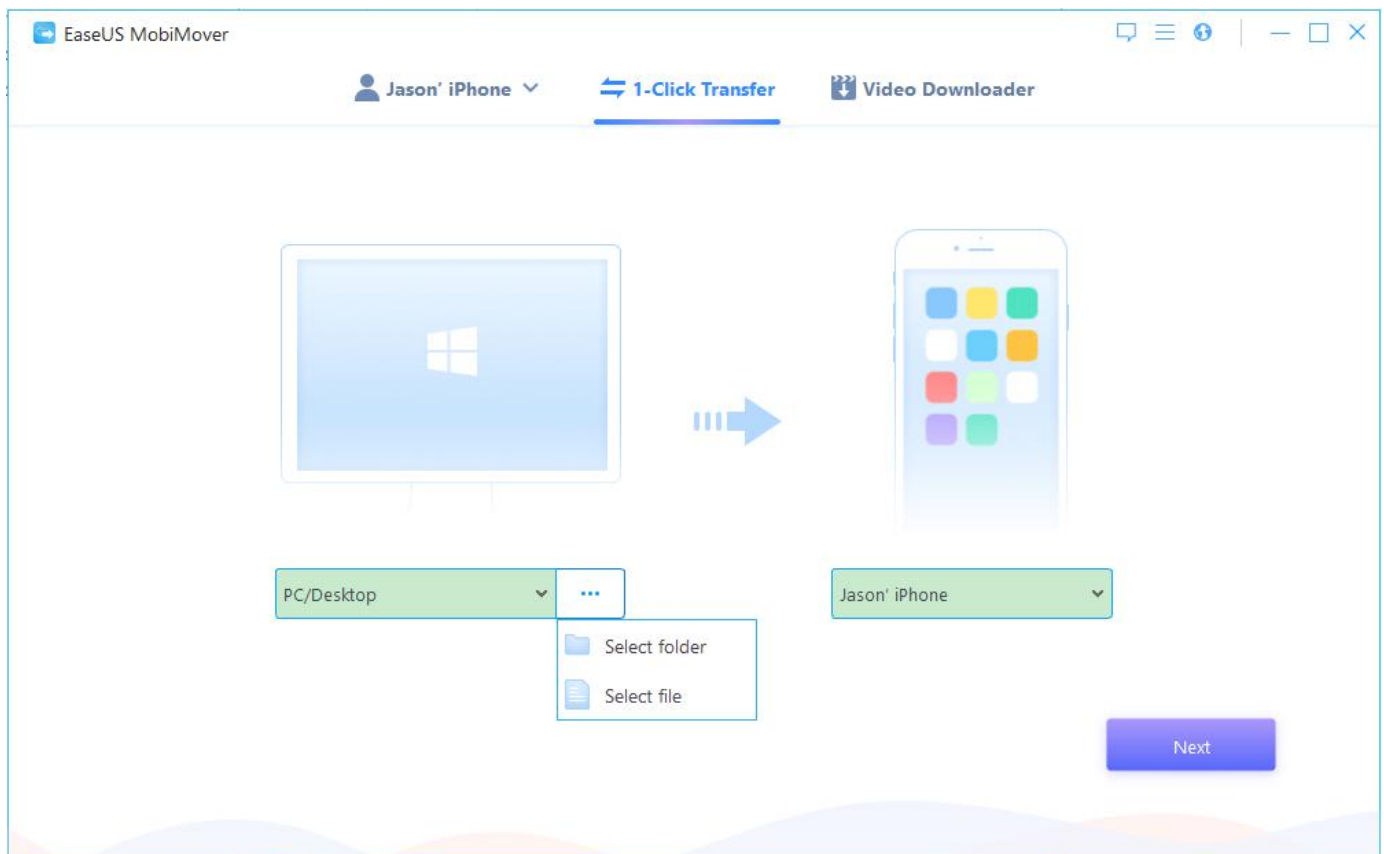 EaseUS MobiMover
Jason' iPhone
1-Click Transfer
Video Downloader
PC/Desktop
...
Jason' iPhone
Select folder
Select file
Next